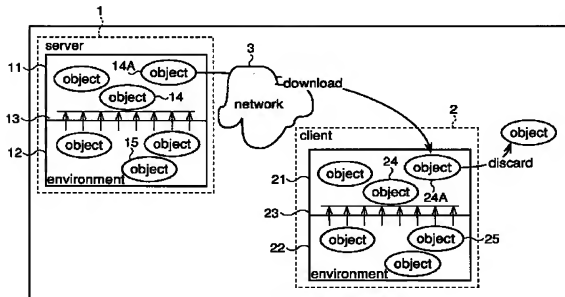 1
server
11
object
14A
object
object
14
13
15
object
object
object
12
environment
3
network
download
2
client
object
24
object
object
24A
discard
object
21
23
22
object
object
25
object
environment